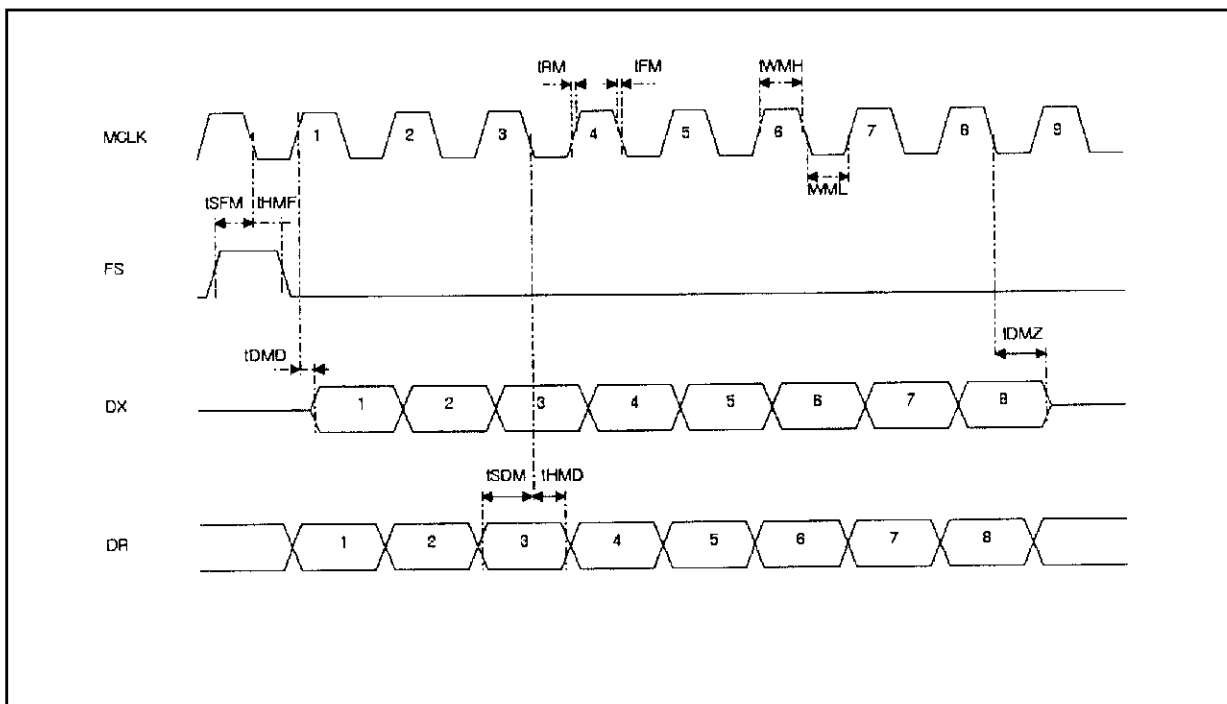 tRM tFM tWMH
MCLK 1 2 3 4 5 6 7 8 9
tWML
tSFM tHMF
FS
tDMD tDMZ
DX 1 2 3 4 5 6 7 8
tSDM tHMD
DR 1 2 3 4 5 6 7 8